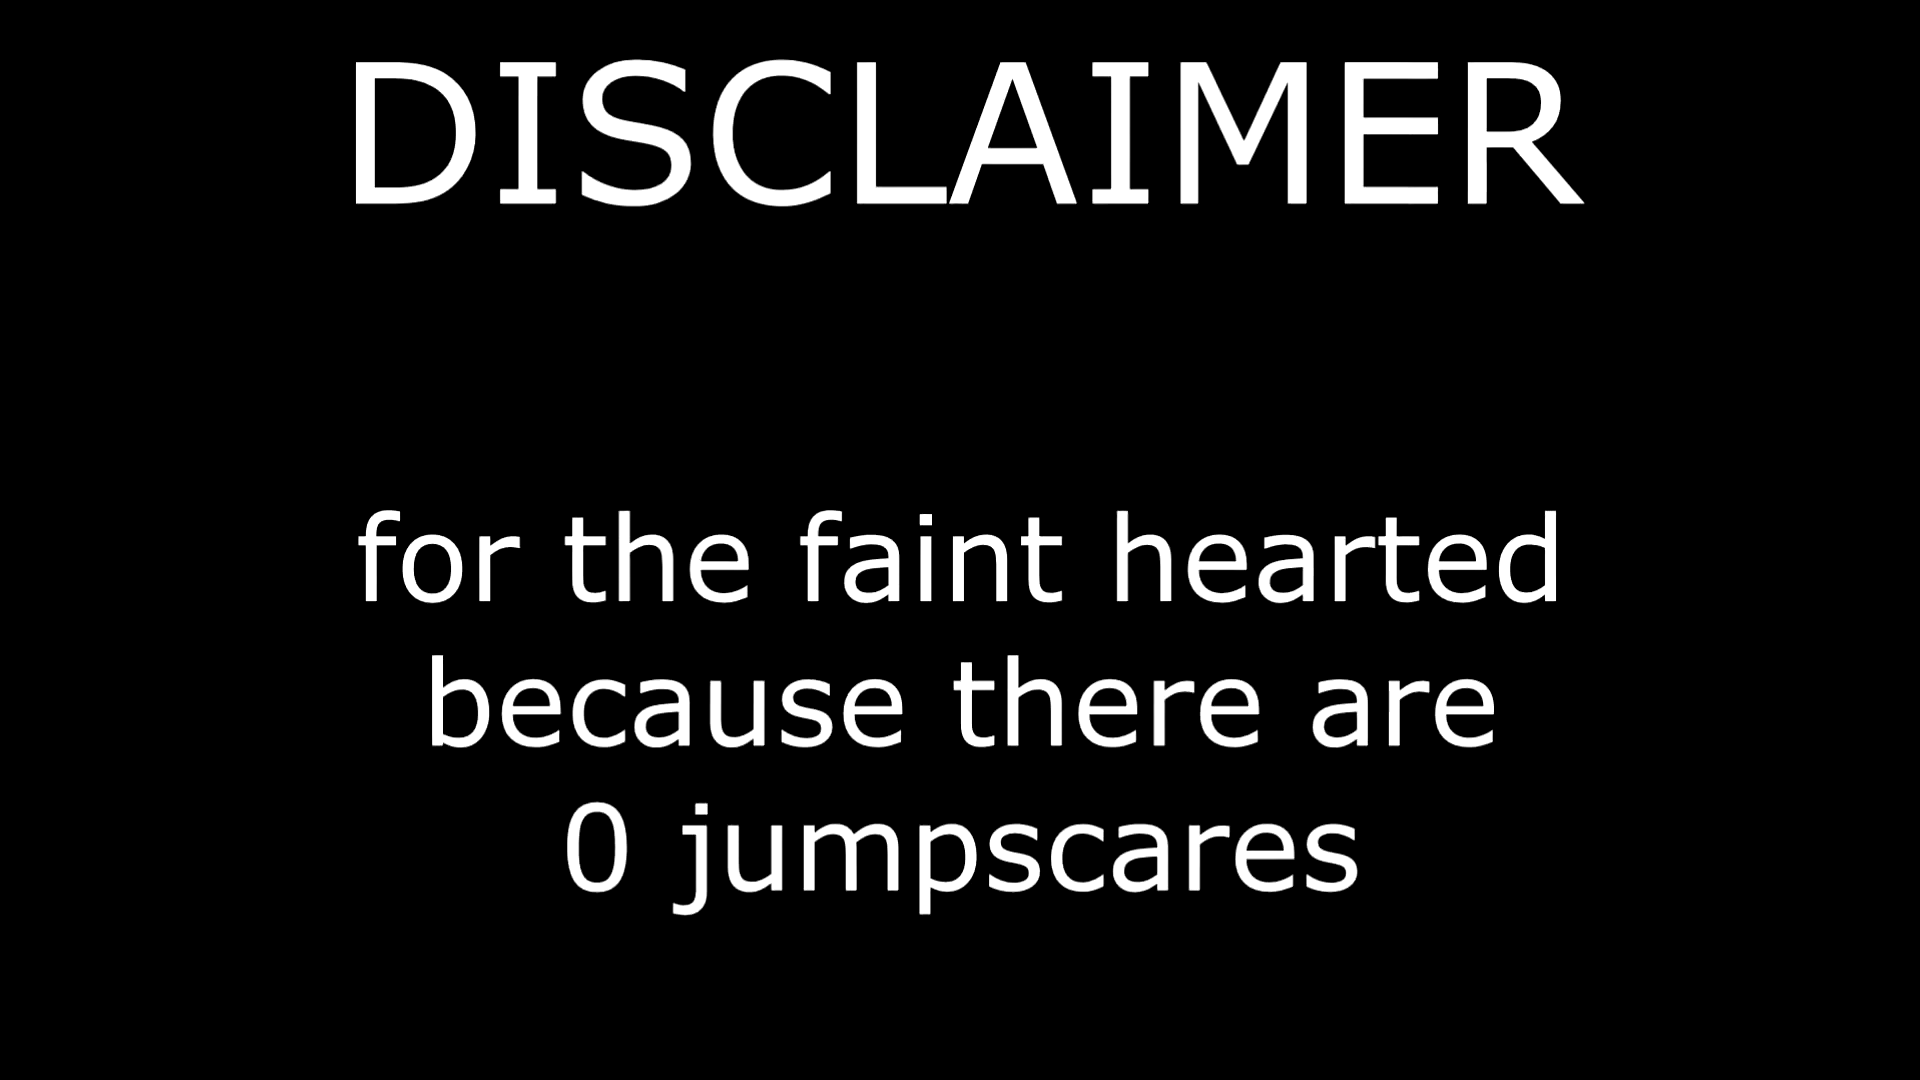 DISCLAIMER
for the faint hearted
because there are
0 jumpscares